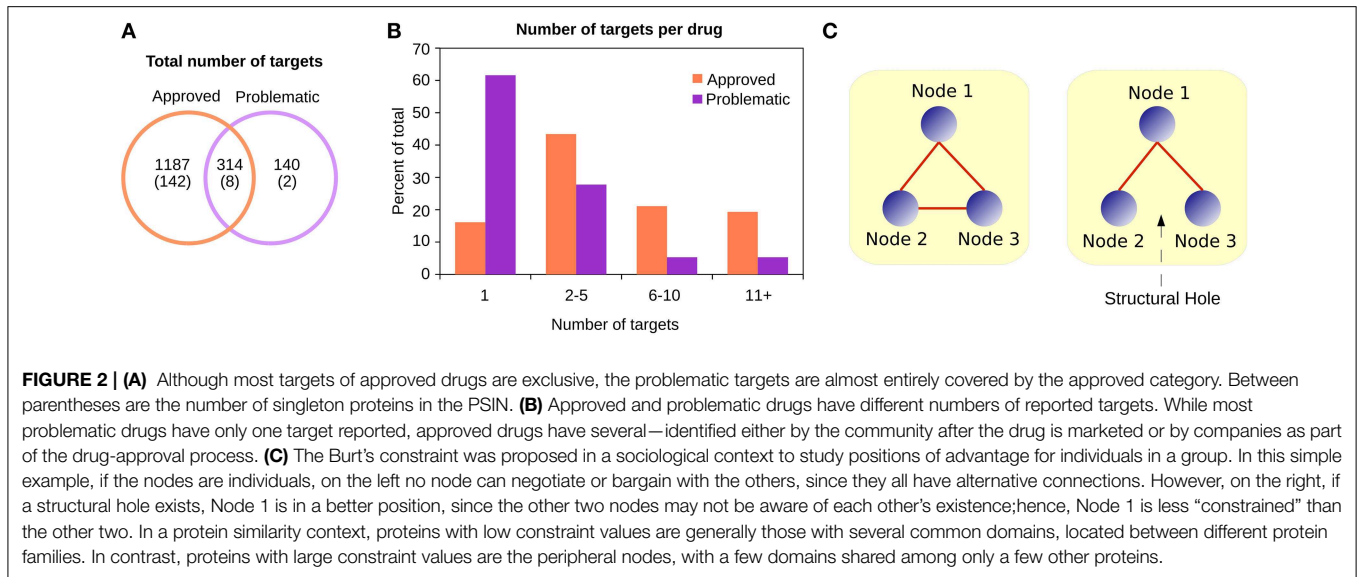 A
Total number of targets
Approved Problematic
1187 314 140
(142) (8) (2)
B
Number of targets per drug
Percent of total
70
60
50
40
30
20
10
0
Approved
Problematic
1 2-5 6-10 11+
Number of targets
C
Node 1
Node 2 Node 3
Node 1
Node 2 Node 3
Structural Hole
FIGURE 2 | (A) Although most targets of approved drugs are exclusive, the problematic targets are almost entirely covered by the approved category. Between
parentheses are the number of singleton proteins in the PSIN. (B) Approved and problematic drugs have different numbers of reported targets. While most
problematic drugs have only one target reported, approved drugs have several—identified either by the community after the drug is marketed or by companies as part
of the drug-approval process. (C) The Burt's constraint was proposed in a sociological context to study positions of advantage for individuals in a group. In this simple
example, if the nodes are individuals, on the left no node can negotiate or bargain with the others, since they all have alternative connections. However, on the right, if
a structural hole exists, Node 1 is in a better position, since the other two nodes may not be aware of each other's existence;hence, Node 1 is less "constrained" than
the other two. In a protein similarity context, proteins with low constraint values are generally those with several common domains, located between different protein
families. In contrast, proteins with large constraint values are the peripheral nodes, with a few domains shared among only a few other proteins.